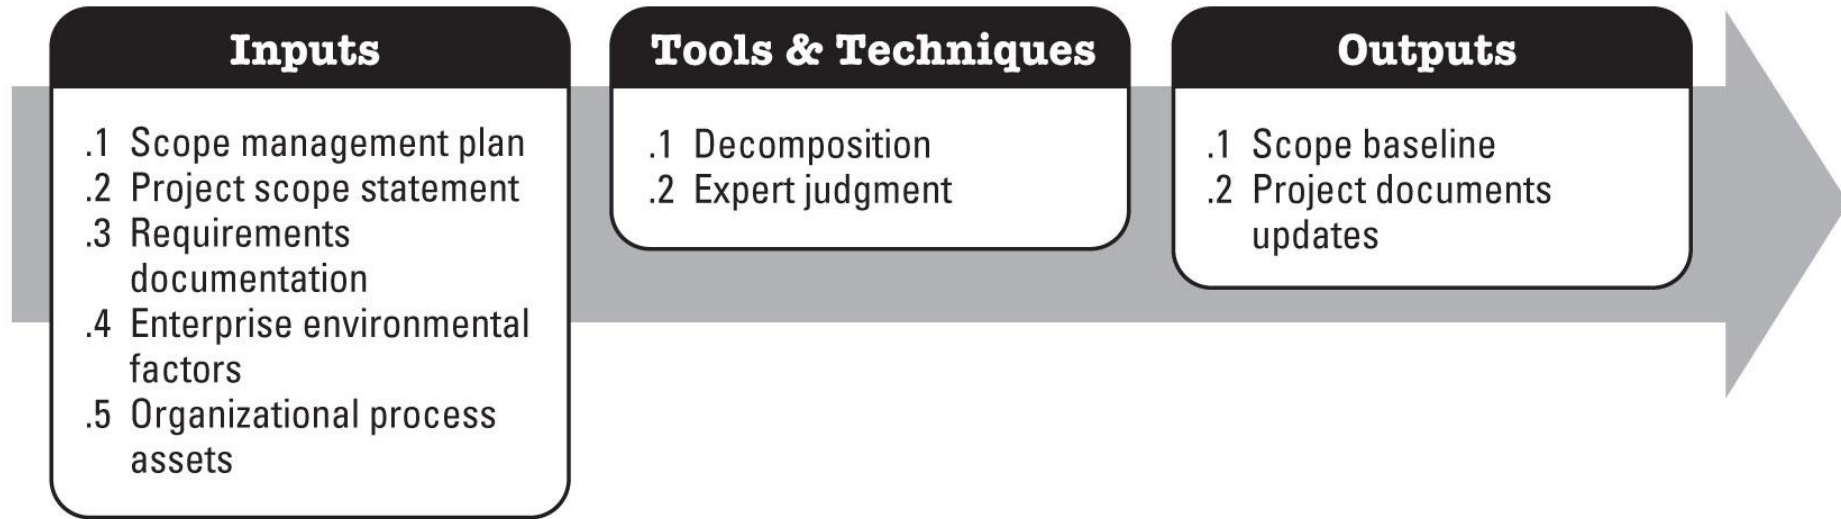 Inputs
.1 Scope management plan
.2 Project scope statement
.3 Requirements
documentation
.4 Enterprise environmental
factors
.5 Organizational process
assets
Tools & Techniques
.1 Decomposition
.2 Expert judgment
Outputs
.1 Scope baseline
.2 Project documents
updates